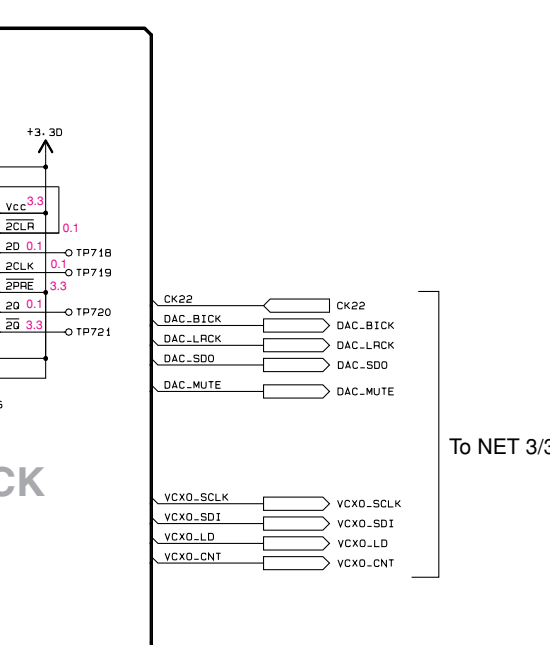 +3.3D
Vcc 3.3
2CLR 0.1
2D 0.1 TP718
2CLK 0.1 TP719
2PRE 3.3
2Q 0.1 TP720
2Q 3.3 TP721
CK22 CK22
DAC_BICK DAC_BICK
DAC_LRCK DAC_LRCK
DAC_SDO DAC_SDO
DAC_MUTE DAC_MUTE
To NET 3/3
CK
VCXO_SCLK VCXO_SCLK
VCXO_SDI VCXO_SDI
VCXO_LD VCXO_LD
VCXO_CNT VCXO_CNT